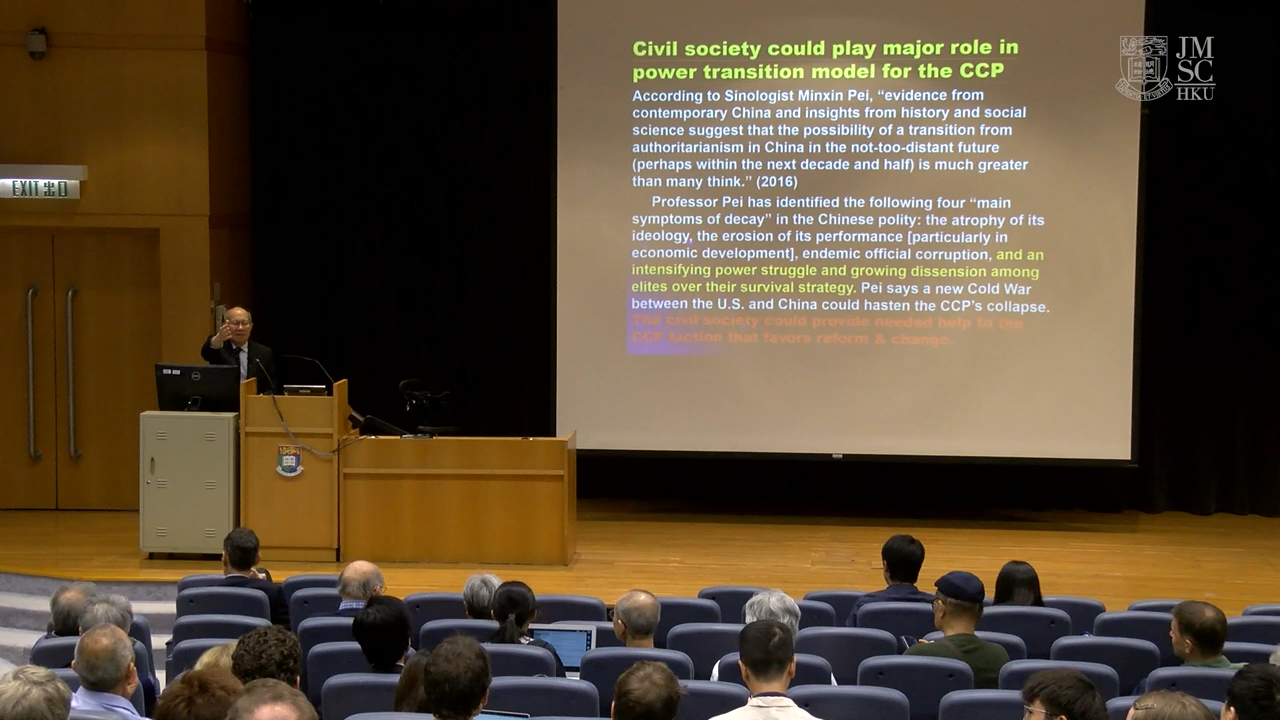 Civil society could play major role in
power transition model for the CCP
According to Sinologist Minxin Pei, “evidence from
contemporary China and insights from history and social
science suggest that the possibility of a transition from
authoritarianism in China in the not-too-distant future
(perhaps within the next decade and half) is much greater
than many think.” (2016)
Professor Pei has identified the following four “main
symptoms of decay” in the Chinese polity: the atrophy of its
ideology, the erosion of its performance [particularly in
economic development], endemic official corruption, and an
intensifying power struggle and growing dissension among
elites over their survival strategy. Pei says a new Cold War
between the U.S. and China could hasten the CCP’s collapse.
The civil society could provide needed help to the
CCP faction that favors reform & change.
JM
SC
HKU
EXIT 出口
DELL